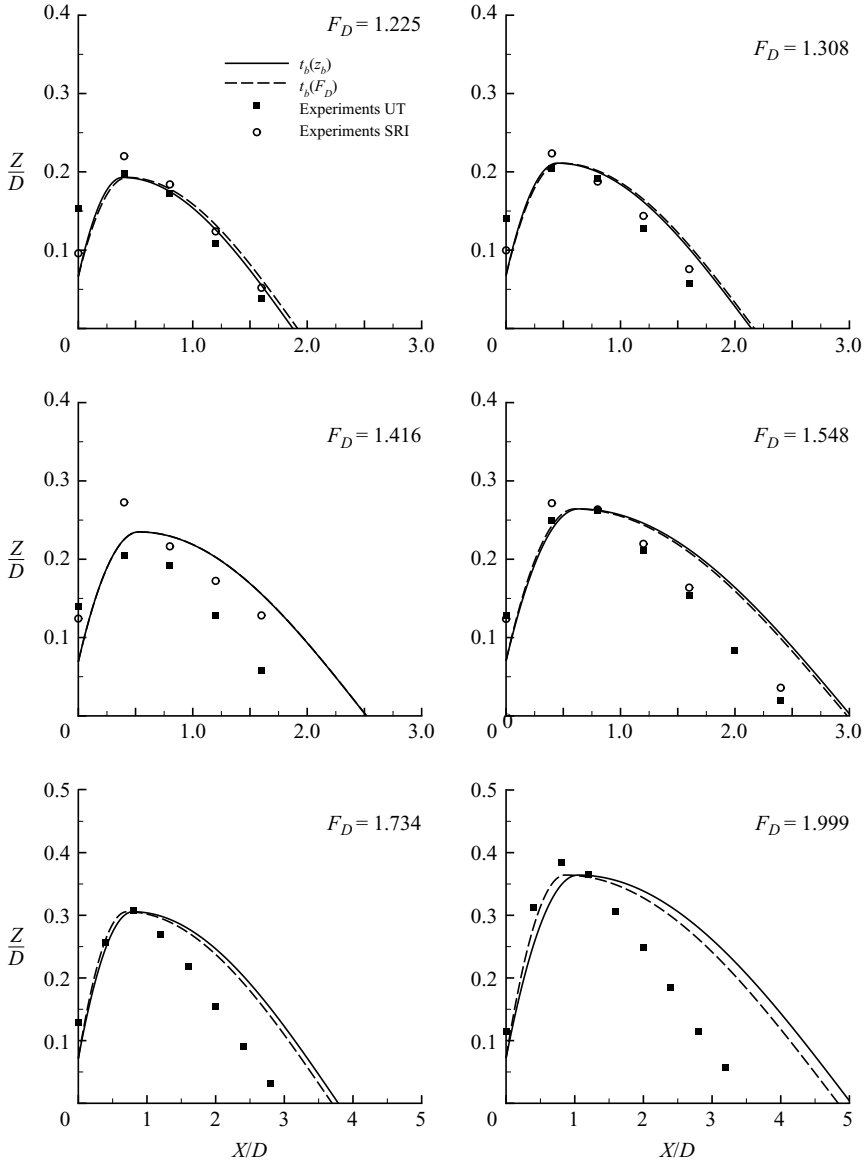 0.4
F_D = 1.225
t_b(z_b)
t_b(F_D)
Experiments UT
Experiments SRI
0.3
Z/D
0.2
0.1
0 1.0 2.0 3.0
0.4
F_D = 1.308
0.3
0.2
0.1
0 1.0 2.0 3.0
0.4
F_D = 1.416
0.3
Z/D
0.2
0.1
0 1.0 2.0 3.0
0.4
F_D = 1.548
0.3
0.2
0.1
0
0 1.0 2.0 3.0
0.5
F_D = 1.734
0.4
Z/D
0.3
0.2
0.1
0 1 2 3 4 5
X/D
0.5
F_D = 1.999
0.4
0.3
0.2
0.1
0 1 2 3 4 5
X/D